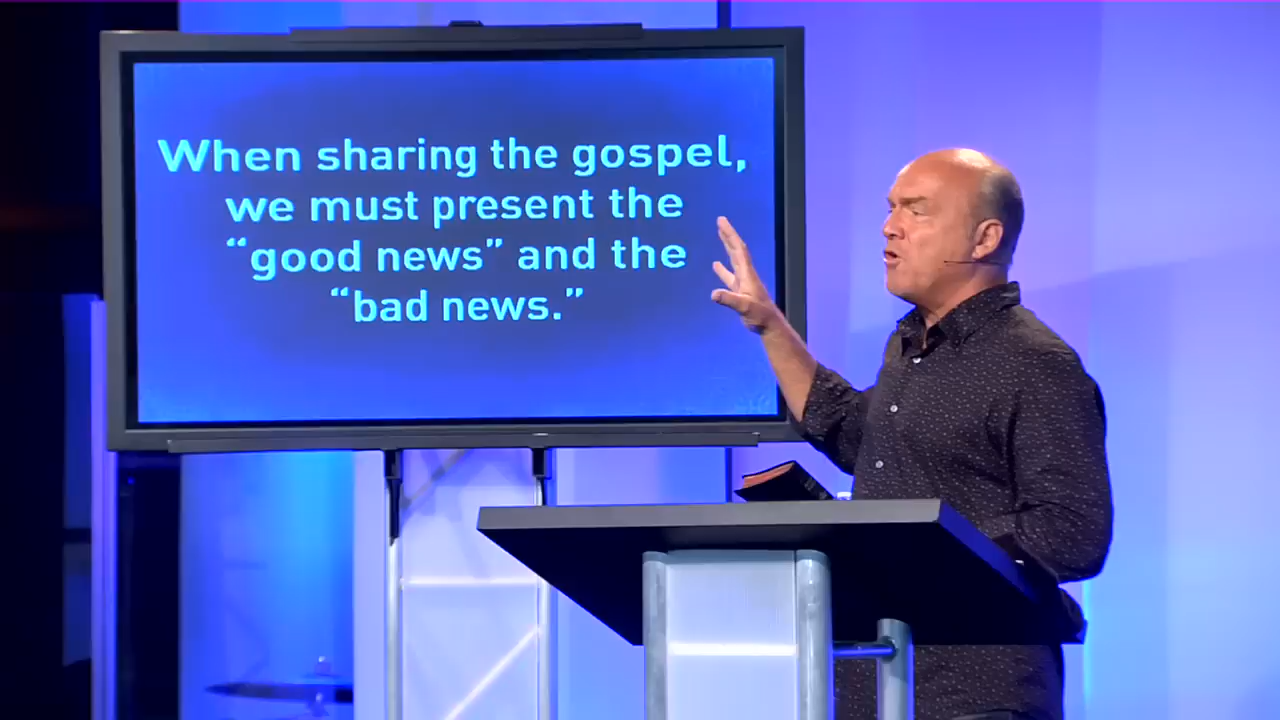 When sharing the gospel,
we must present the
“good news” and the
“bad news.”